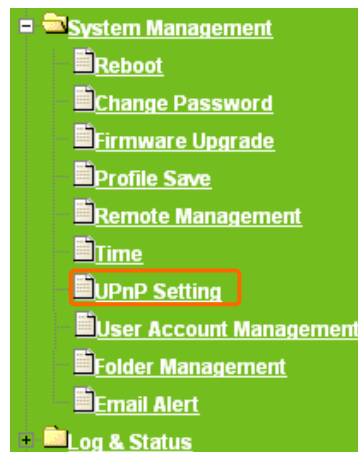 System Management
Reboot
Change Password
Firmware Upgrade
Profile Save
Remote Management
Time
UPnP Setting
User Account Management
Folder Management
Email Alert
Log & Status